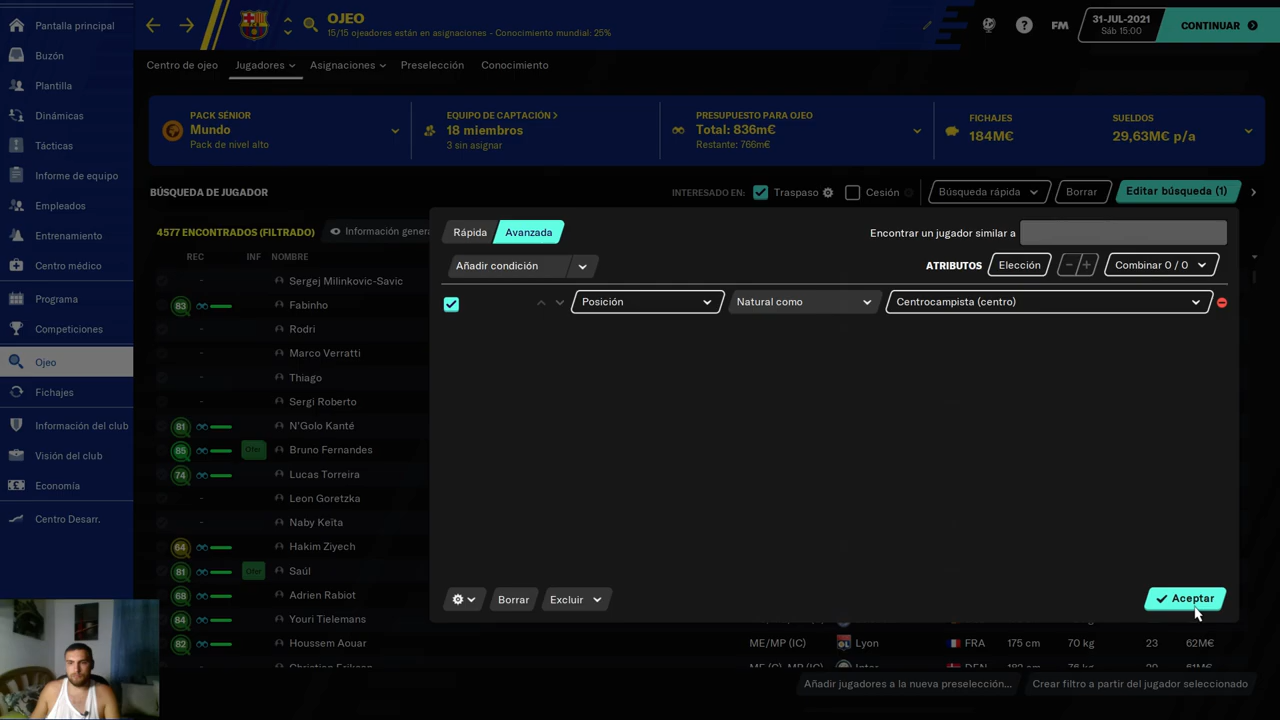 Pantalla principal
Buzón
Plantilla
Dinámicas
Tácticas
Informe de equipo
Empleados
Entrenamiento
Centro médico
Programa
Competiciones
Ojeo
Fichajes
Información del club
Visión del club
Economía
Centro Desarr.
OJEO
15/15 ojeadores están en asignaciones - Conocimiento mundial: 25%
? FM
31-JUL-2021
Sáb 15:00
CONTINUAR
Centro de ojeo Jugadores Asignaciones Preselección Conocimiento
PACK SÉNIOR
Mundo
Pack de nivel alto
EQUIPO DE CAPTACIÓN >
18 miembros
3 sin asignar
PRESUPUESTO PARA OJEO
Total: 836m€
Restante: 766m€
FICHAJES
184M€
SUELDOS
29,63M€ p/a
BÚSQUEDA DE JUGADOR
INTERESADO EN: Traspaso Cesión Búsqueda rápida Borrar Editar búsqueda (1)
4577 ENCONTRADOS (FILTRADO) Información genera
REC INF NOMBRE
- Sergej Milinkovic-Savic
83 Fabinho
- Rodri
- Marco Verratti
- Thiago
- Sergi Roberto
81 N'Golo Kanté
85 Ofer Bruno Fernandes
74 Lucas Torreira
- Leon Goretzka
- Naby Keïta
64 Hakim Ziyech
81 Ofer Saúl
68 Adrien Rabiot
84 Youri Tielemans
82 Houssem Aouar ME/MP (IC) Lyon FRA 175 cm 70 kg 23 62M€
Rápida Avanzada
Encontrar un jugador similar a
Añadir condición
ATRIBUTOS Elección - / + Combinar 0 / 0
Posición Natural como Centrocampista (centro)
Borrar Excluir Aceptar
Añadir jugadores a la nueva preselección... Crear filtro a partir del jugador seleccionado